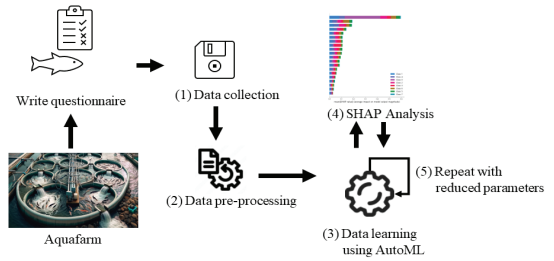 Write questionnaire
Aquafarm
(1) Data collection
(2) Data pre-processing
(3) Data learning
using AutoML
(4) SHAP Analysis
(5) Repeat with
reduced parameters